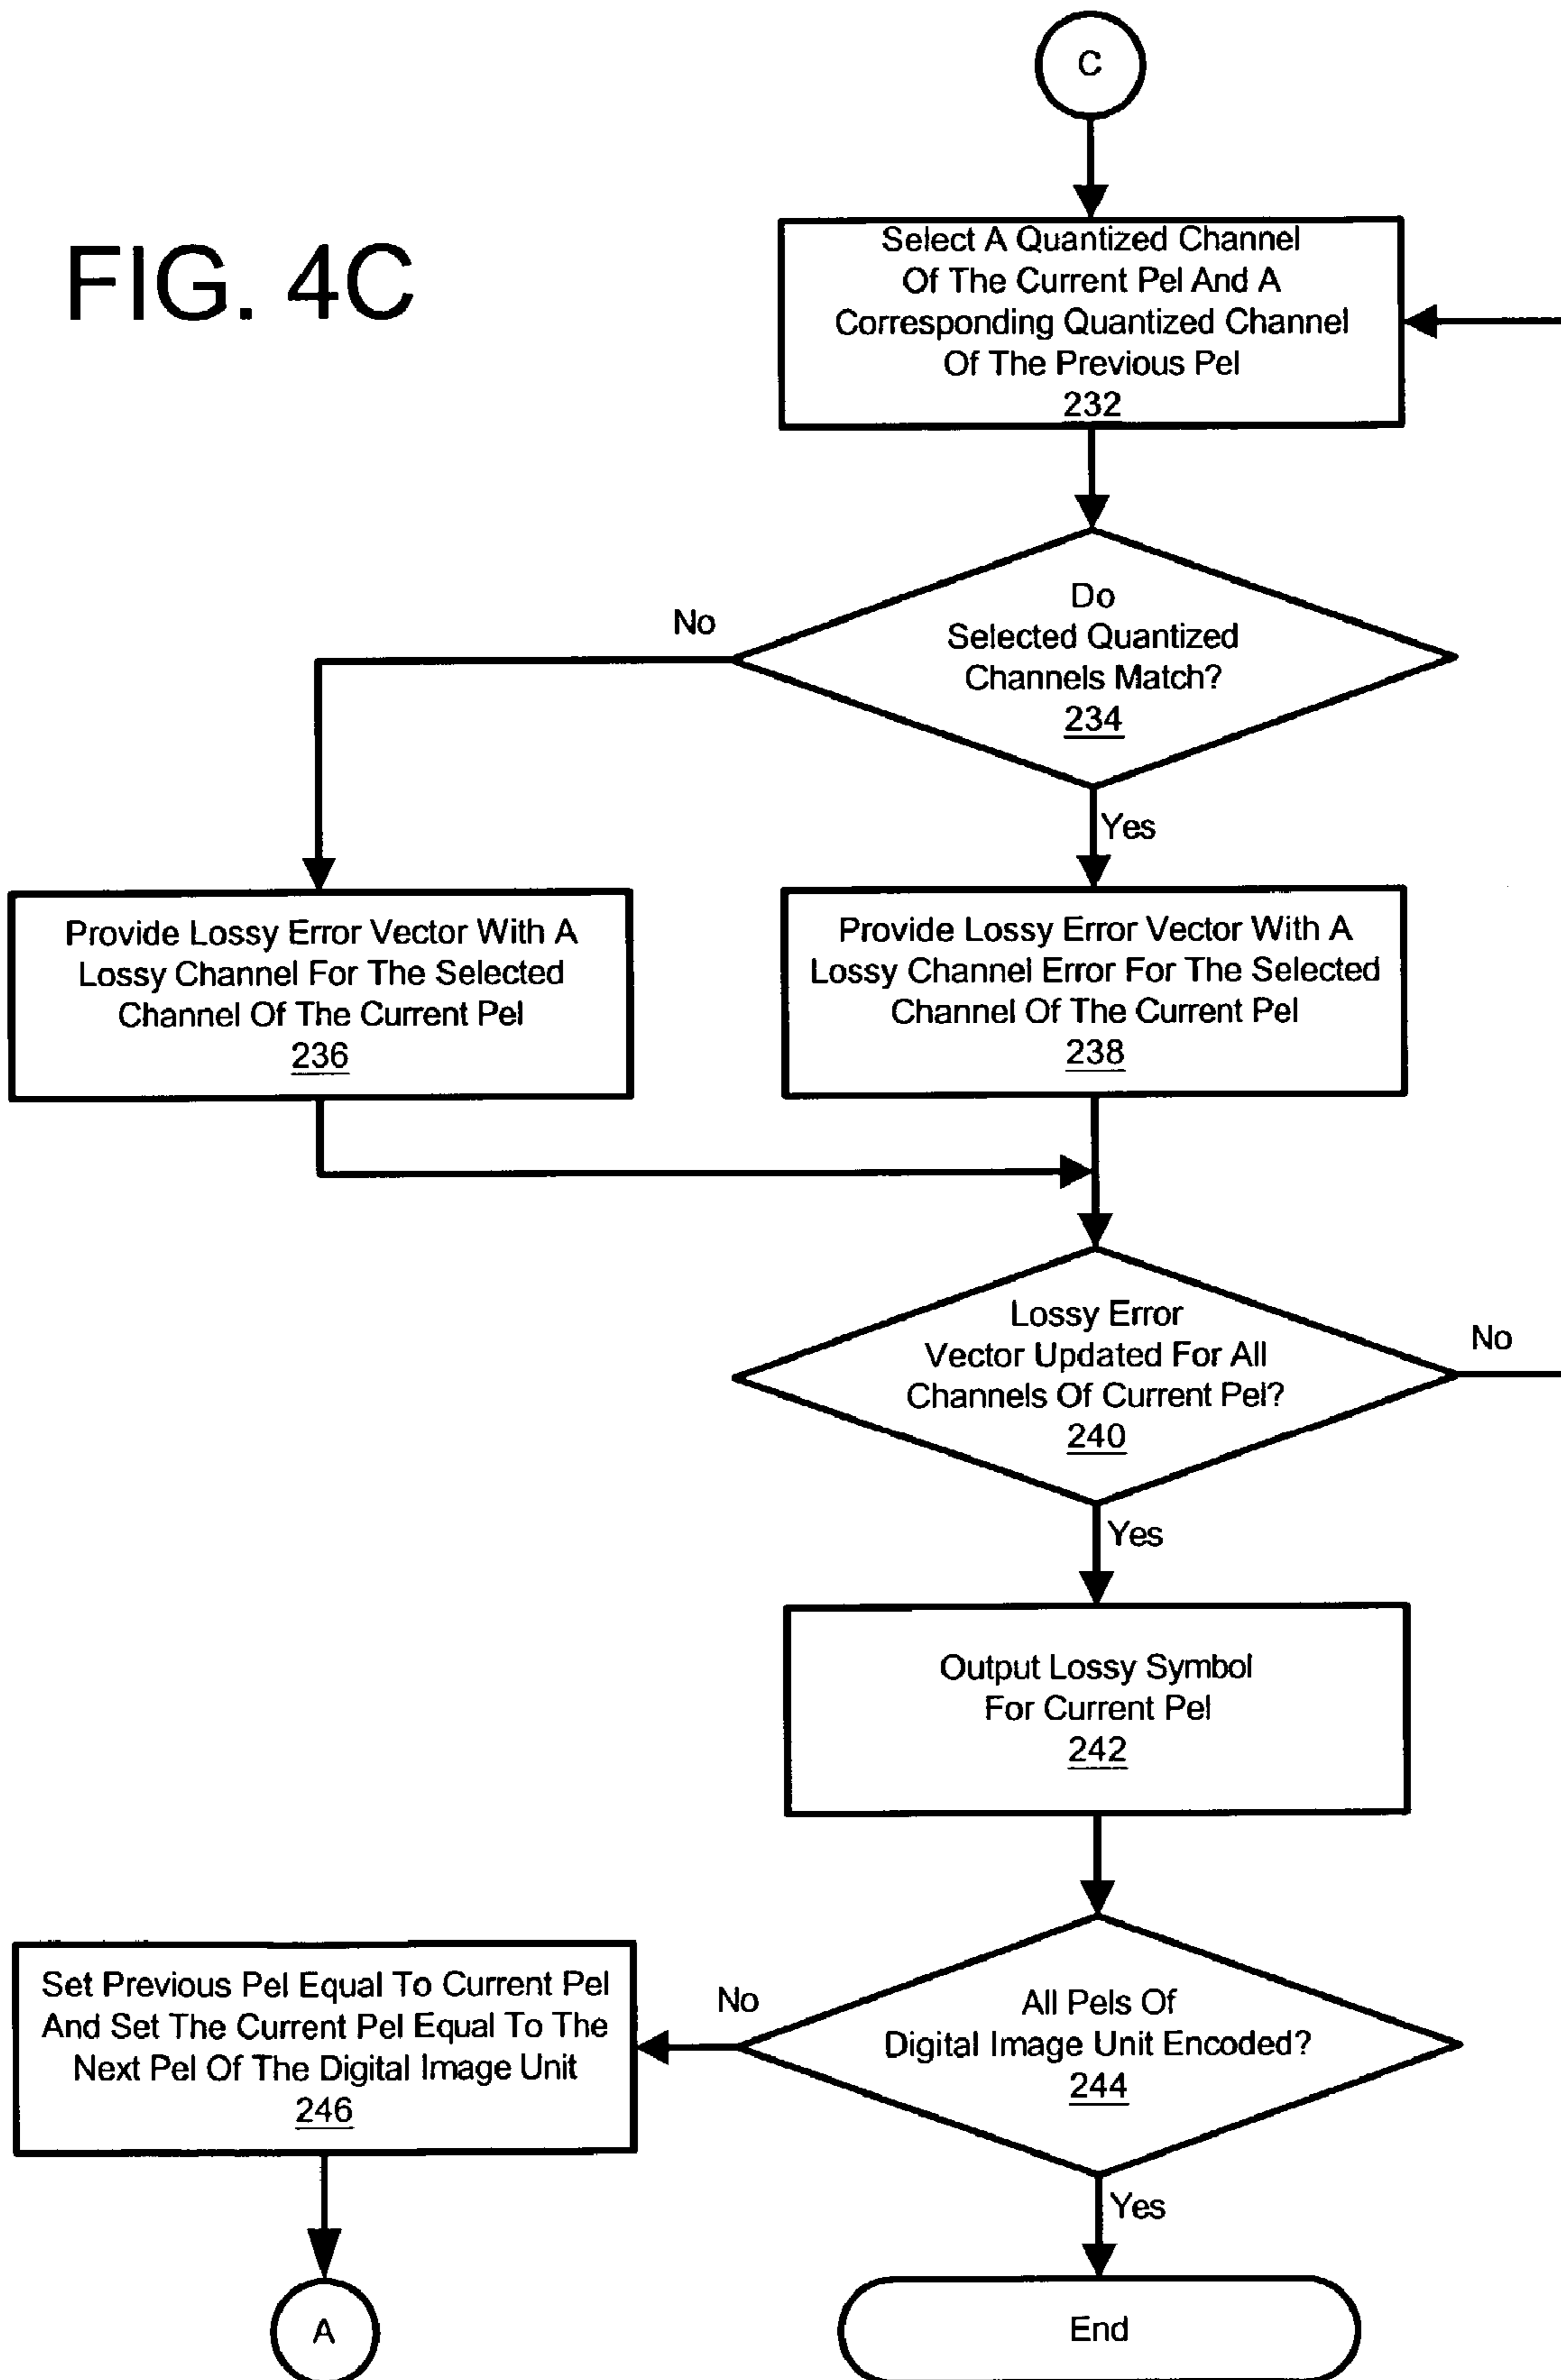 C
FIG. 4C
Select A Quantized Channel
Of The Current Pel And A
Corresponding Quantized Channel
Of The Previous Pel
232
Do
Selected Quantized
Channels Match?
234
No
Yes
Provide Lossy Error Vector With A
Lossy Channel For The Selected
Channel Of The Current Pel
236
Provide Lossy Error Vector With A
Lossy Channel Error For The Selected
Channel Of The Current Pel
238
Lossy Error
Vector Updated For All
Channels Of Current Pel?
240
No
Yes
Output Lossy Symbol
For Current Pel
242
All Pels Of
Digital Image Unit Encoded?
244
No
Set Previous Pel Equal To Current Pel
And Set The Current Pel Equal To The
Next Pel Of The Digital Image Unit
246
Yes
A
End